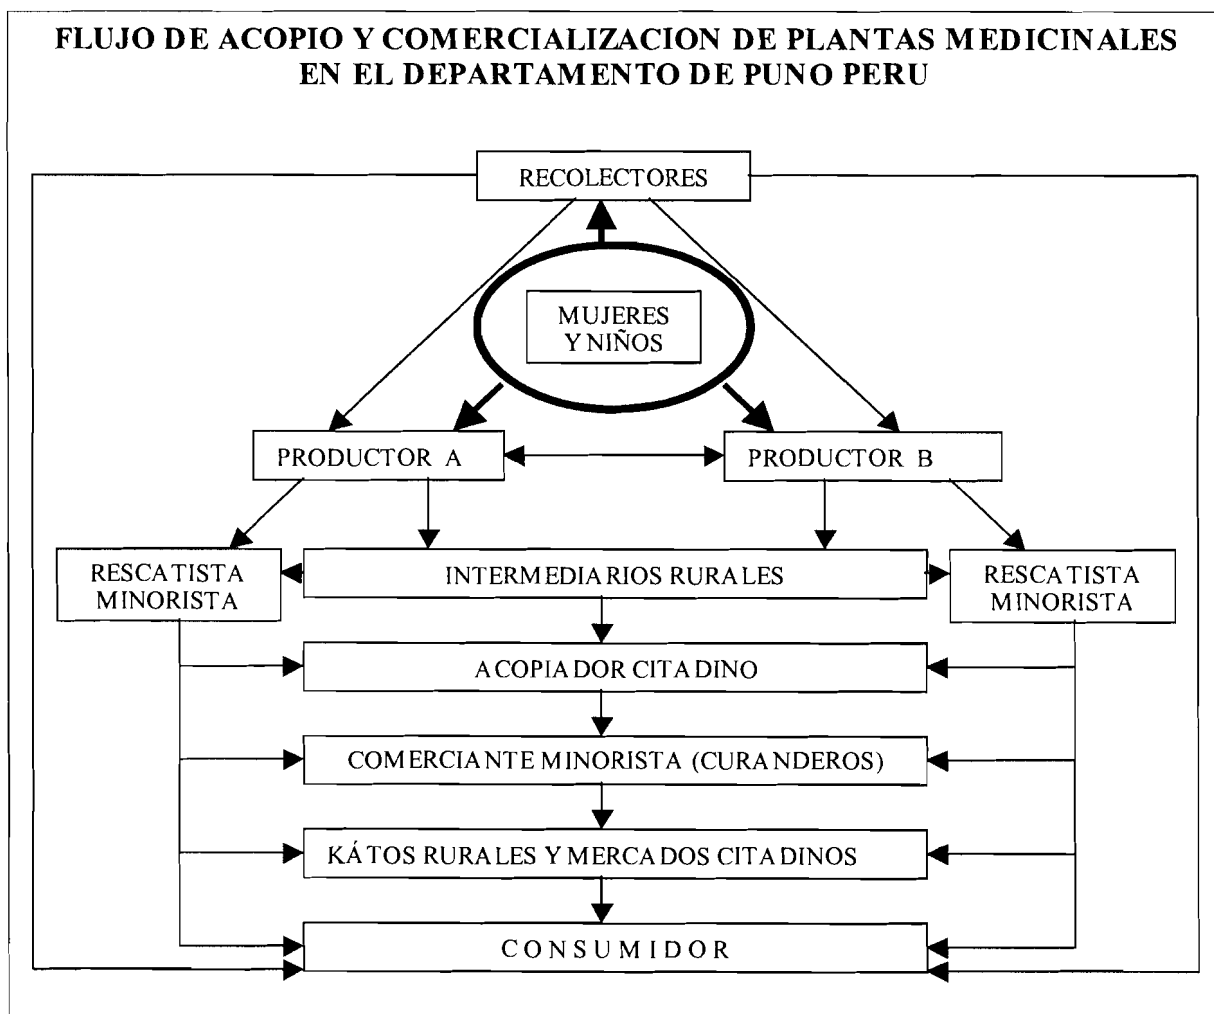 FLUJO DE ACOPIO Y COMERCIALIZACION DE PLANTAS MEDICINALES
EN EL DEPARTAMENTO DE PUNO PERU
RECOLECTORES
MUJERES
Y NIÑOS
PRODUCTOR A
PRODUCTOR B
RESCATISTA
MINORISTA
INTERMEDIARIOS RURALES
RESCATISTA
MINORISTA
ACOPIADOR CITADINO
COMERCIANTE MINORISTA (CURANDEROS)
KÁTOS RURALES Y MERCADOS CITADINOS
CONSUMIDOR